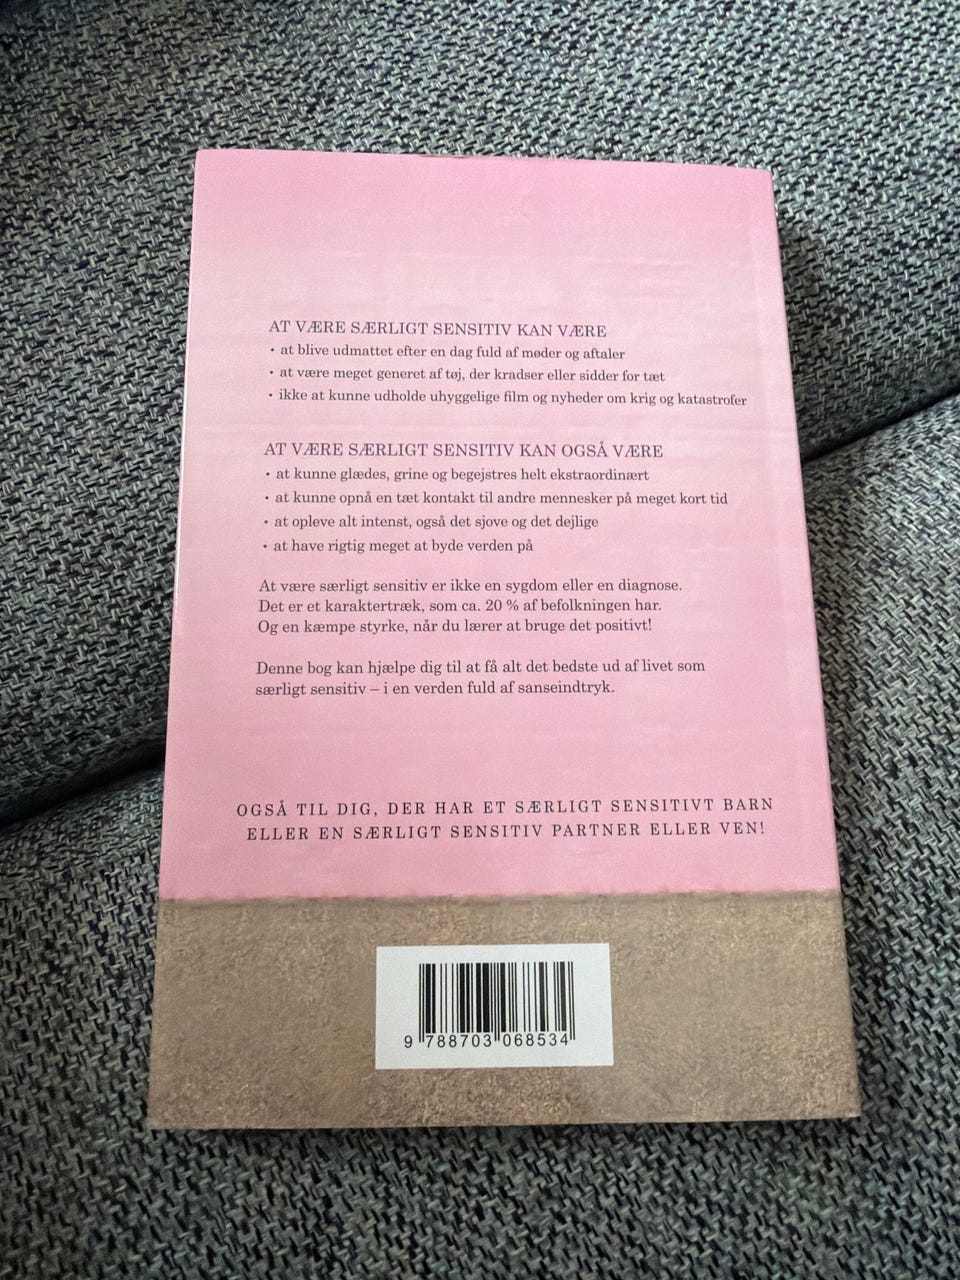 AT VÆRE SÆRLIGT SENSITIV KAN VÆRE
• at blive udmattet efter en dag fuld af møder og aftaler
• at være meget generet af tøj, der kradser eller sidder for tæt
• ikke at kunne udholde uhyggelige film og nyheder om krig og katastrofer
AT VÆRE SÆRLIGT SENSITIV KAN OGSÅ VÆRE
• at kunne glædes, grine og begejstres helt ekstraordinært
• at kunne opnå en tæt kontakt til andre mennesker på meget kort tid
• at opleve alt intenst, også det sjove og det dejlige
• at have rigtig meget at byde verden på
At være særligt sensitiv er ikke en sygdom eller en diagnose.
Det er et karaktertræk, som ca. 20 % af befolkningen har.
Og en kæmpe styrke, når du lærer at bruge det positivt!
Denne bog kan hjælpe dig til at få alt det bedste ud af livet som
særligt sensitiv – i en verden fuld af sanseindtryk.
OGSÅ TIL DIG, DER HAR ET SÆRLIGT SENSITIVT BARN
ELLER EN SÆRLIGT SENSITIV PARTNER ELLER VEN!
9 788703 068534